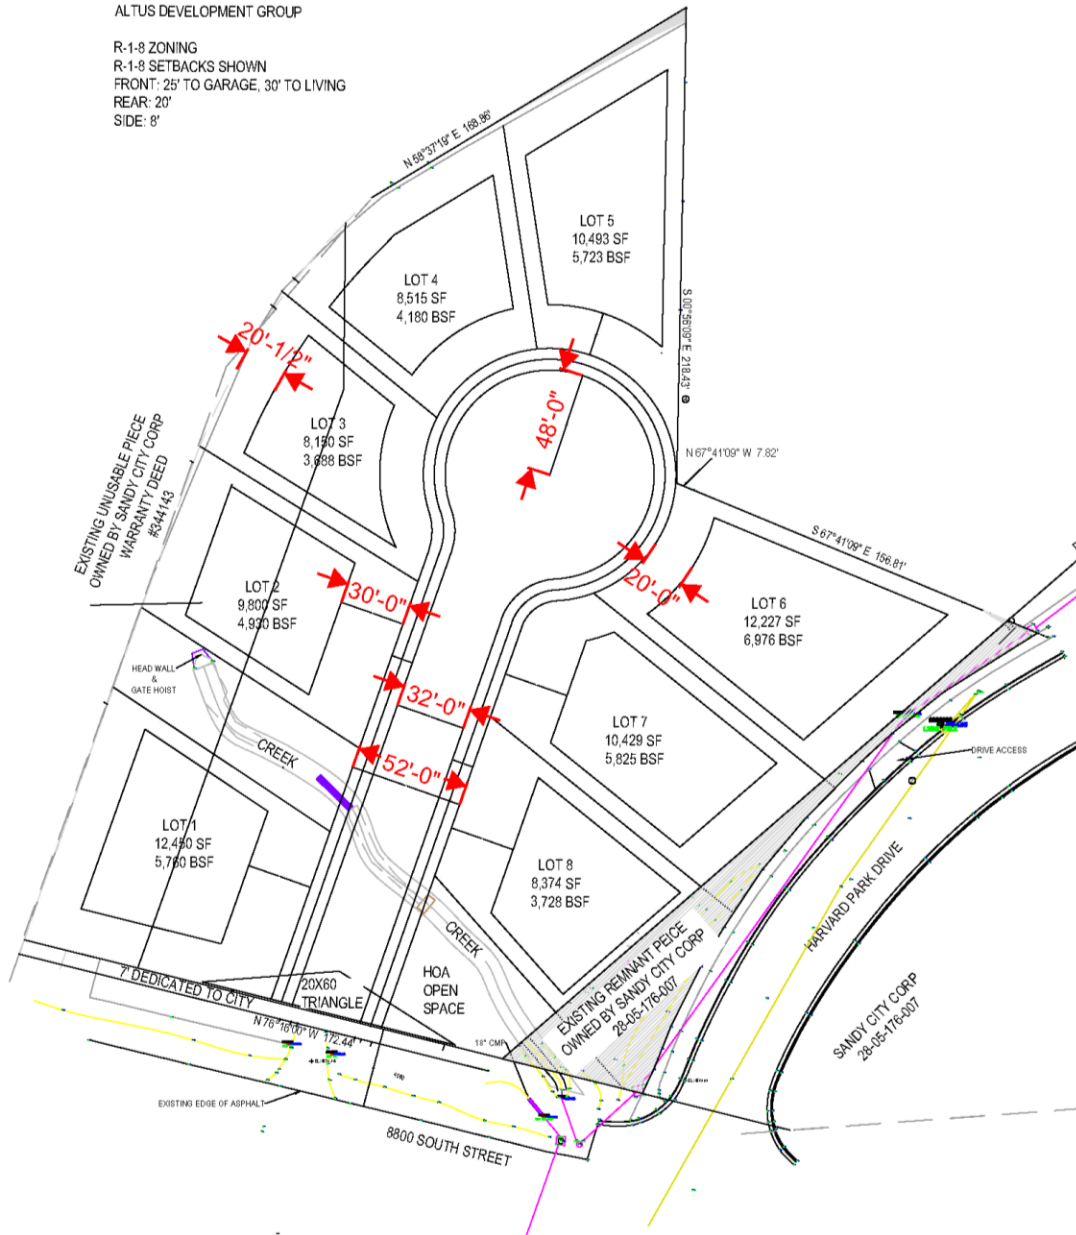 ALTUS DEVELOPMENT GROUP
R-1-8 ZONING
R-1-8 SETBACKS SHOWN
FRONT: 25' TO GARAGE, 30' TO LIVING
REAR: 20'
SIDE: 8'
N 58°37'19" E 168.86'
LOT 5
10,493 SF
5,723 BSF
LOT 4
8,515 SF
4,180 BSF
S 00°58'09" E 218.43'
20'-1/2"
LOT 3
8,150 SF
3,688 BSF
48'-0"
N 67°41'09" W 7.82'
EXISTING UNUSABLE PIECE
OWNED BY SANDY CITY CORP
WARRANTY DEED
#344143
S 67°41'09" E 156.81'
LOT 2
9,800 SF
4,930 BSF
30'-0"
20'-0"
LOT 6
12,227 SF
6,976 BSF
HEAD WALL
&
GATE HOIST
32'-0"
LOT 7
10,429 SF
5,825 BSF
CREEK
52'-0"
DRIVE ACCESS
LOT 1
12,450 SF
5,760 BSF
LOT 8
8,374 SF
3,728 BSF
HARVARD PARK DRIVE
CREEK
EXISTING REMNANT PEICE
OWNED BY SANDY CITY CORP
28-05-176-007
7' DEDICATED TO CITY
20X60
TRIANGLE
HOA
OPEN
SPACE
SANDY CITY CORP
28-05-176-007
N 76°16'00" W 172.44'
18" CMP
EXISTING EDGE OF ASPHALT
8800 SOUTH STREET